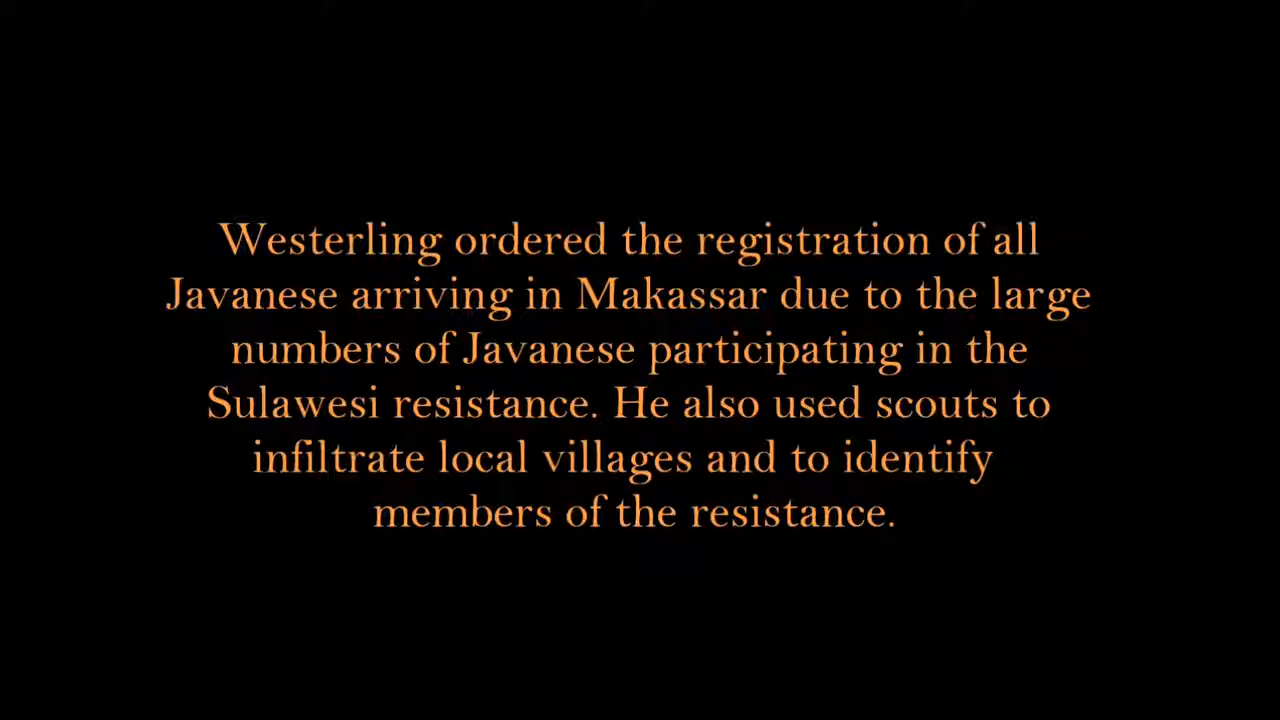 Westerling ordered the registration of all
Javanese arriving in Makassar due to the large
numbers of Javanese participating in the
Sulawesi resistance. He also used scouts to
infiltrate local villages and to identify
members of the resistance.